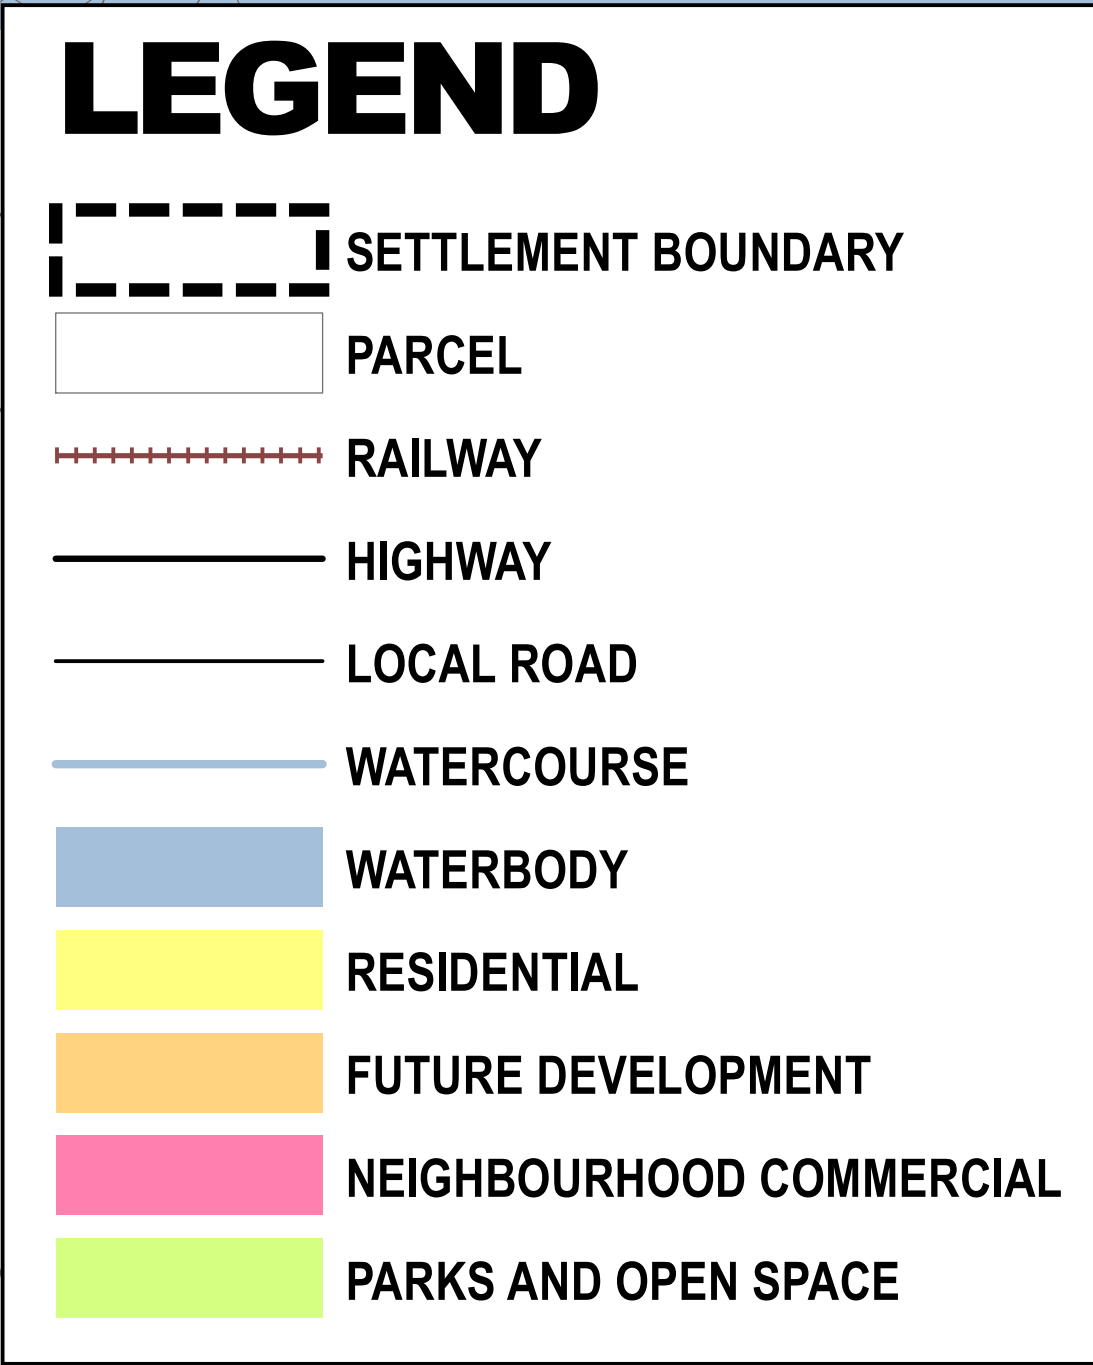 LEGEND
SETTLEMENT BOUNDARY
PARCEL
RAILWAY
HIGHWAY
LOCAL ROAD
WATERCOURSE
WATERBODY
RESIDENTIAL
FUTURE DEVELOPMENT
NEIGHBOURHOOD COMMERCIAL
PARKS AND OPEN SPACE